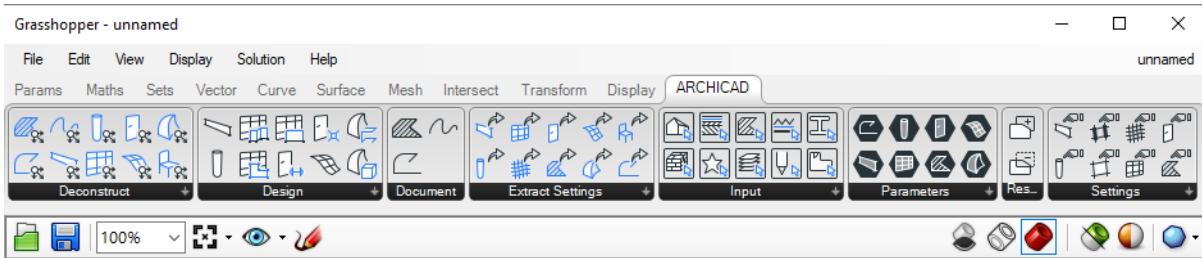 Grasshopper - unnamed
File Edit View Display Solution Help unnamed
Params Maths Sets Vector Curve Surface Mesh Intersect Transform Display ARCHICAD
Deconstruct Design Document Extract Settings Input Parameters Res... Settings
100%